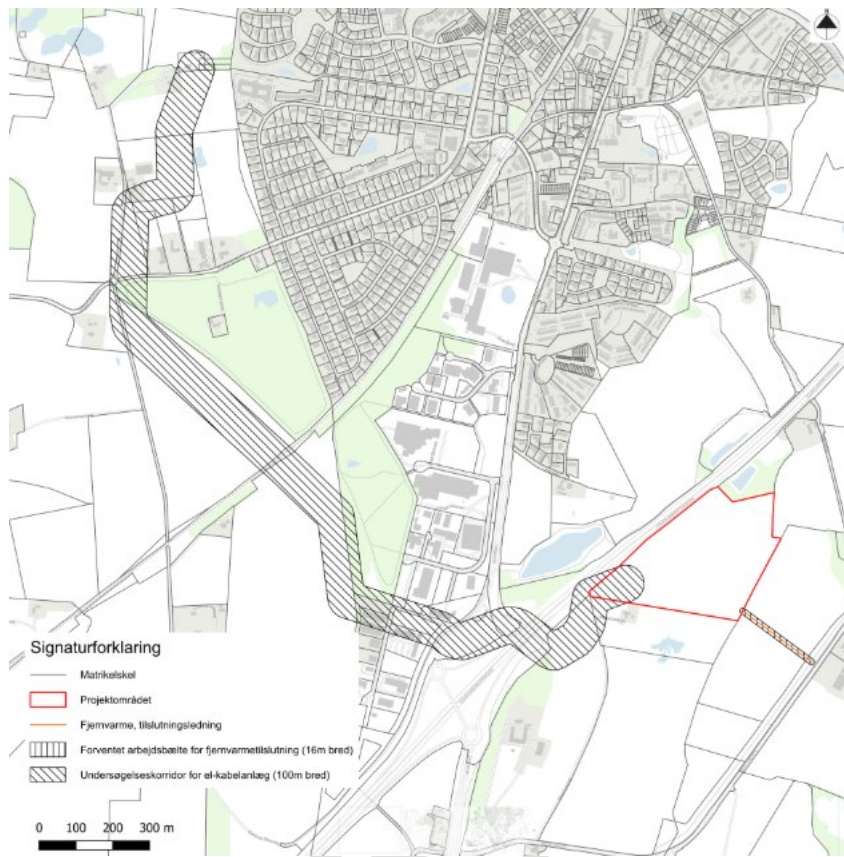 Signaturforklaring
Matrikelskel
Projektområdet
Fjernvarme, tilslutningsledning
Forventet arbejdsbælte for fjernvarmetilslutning (16m bred)
Undersøgelseskorridor for el-kabelanlæg (100m bred)
0 100 200 300 m